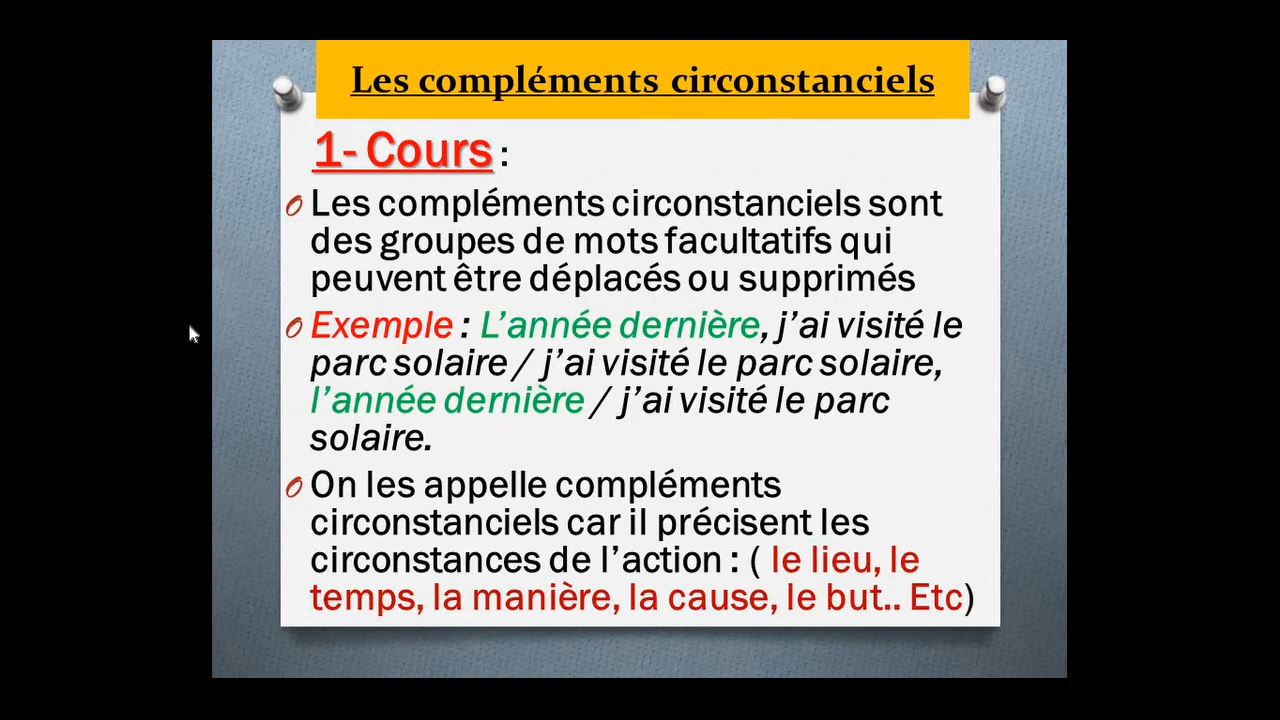 Les compléments circonstanciels
1- Cours :
Les compléments circonstanciels sont
des groupes de mots facultatifs qui
peuvent être déplacés ou supprimés
Exemple : L’année dernière, j’ai visité le
parc solaire / j’ai visité le parc solaire,
l’année dernière / j’ai visité le parc
solaire.
On les appelle compléments
circonstanciels car il précisent les
circonstances de l’action : ( le lieu, le
temps, la manière, la cause, le but.. Etc)